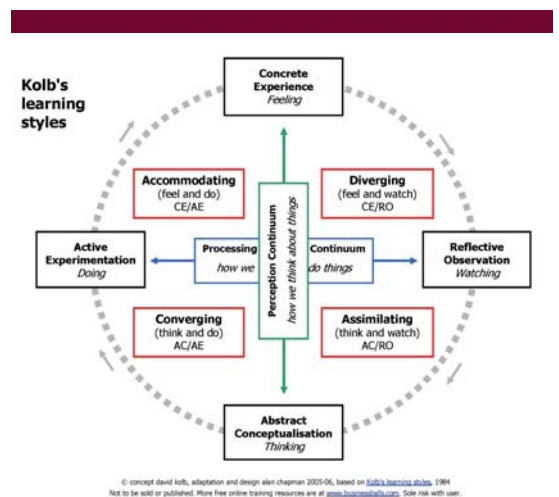 Kolb's
learning
styles
Concrete
Experience
Feeling
Accommodating
(feel and do)
CE/AE
Diverging
(feel and watch)
CE/RO
Active
Experimentation
Doing
Processing
how we
Perception Continuum
how we think about things
Continuum
do things
Reflective
Observation
Watching
Converging
(think and do)
AC/AE
Assimilating
(think and watch)
AC/RO
Abstract
Conceptualisation
Thinking
© concept david kolb, adaptation and design alan chapman 2005-06, based on Kolb's learning styles, 1984
Not to be sold or published. More free online training resources are at www.businessballs.com. Sole risk with user.